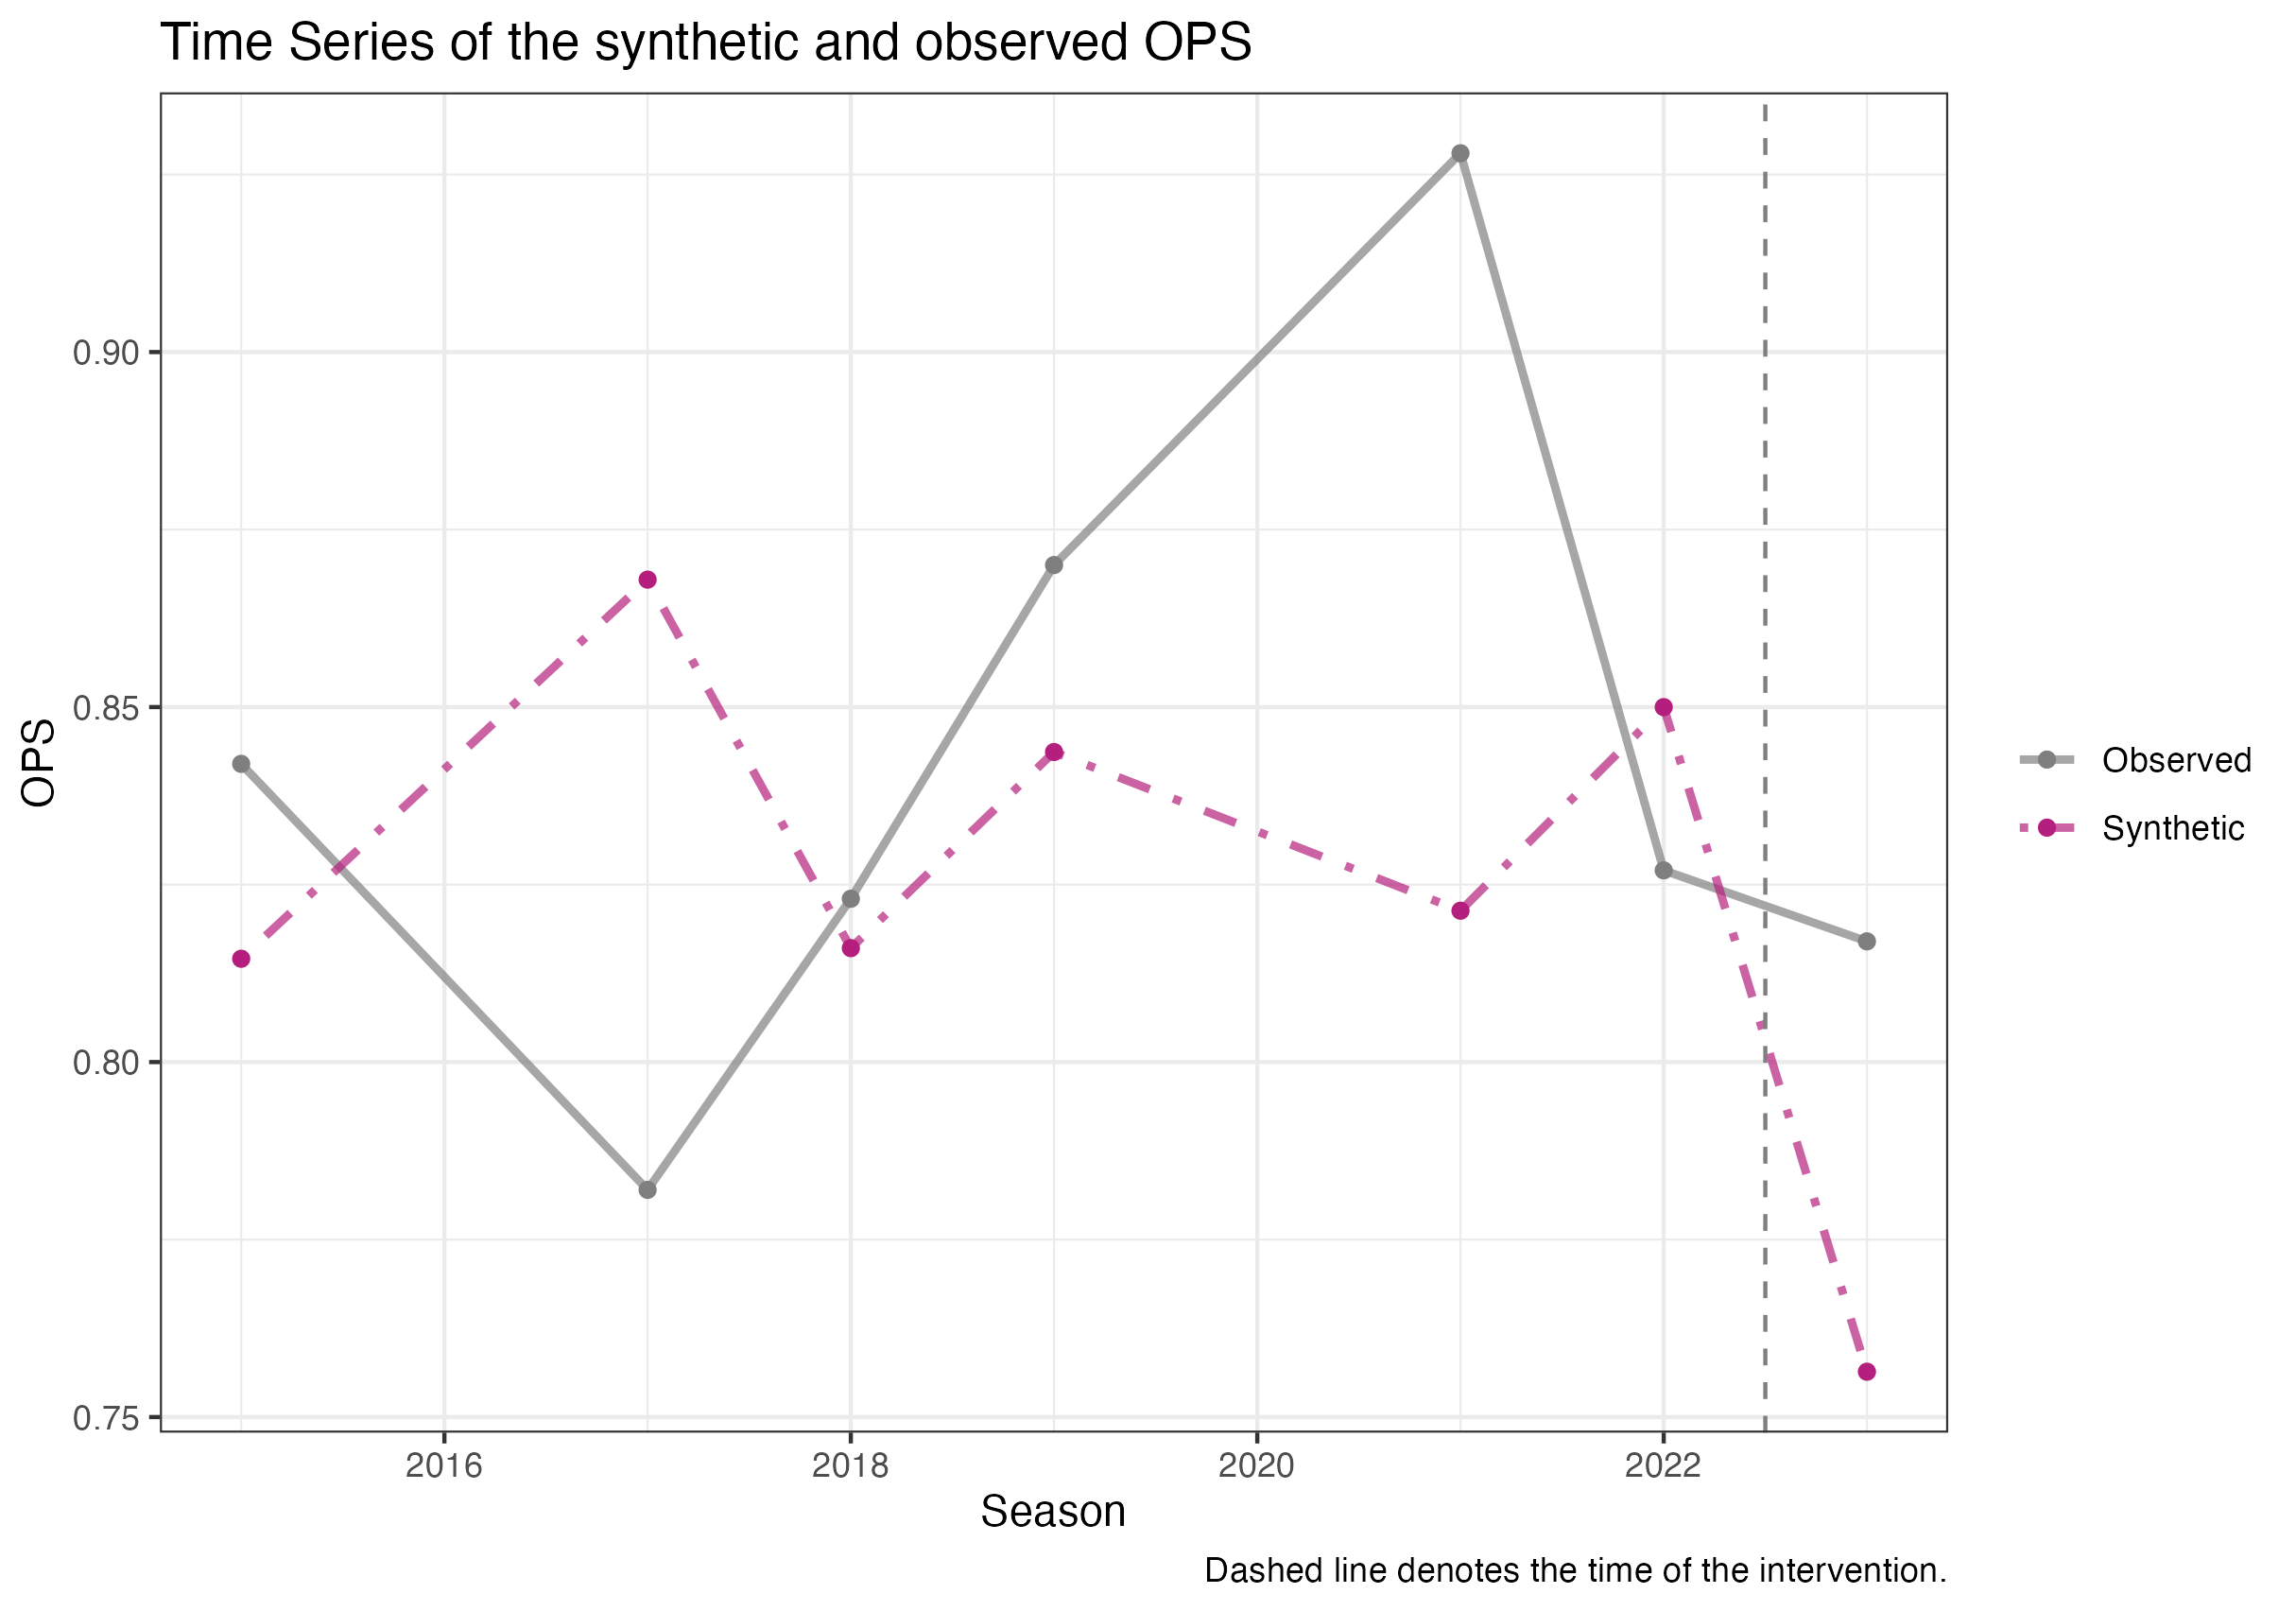 Time Series of the synthetic and observed OPS
OPS
0.90
0.85
0.80
0.75
2016 2018 2020 2022
Season
Observed
Synthetic
Dashed line denotes the time of the intervention.